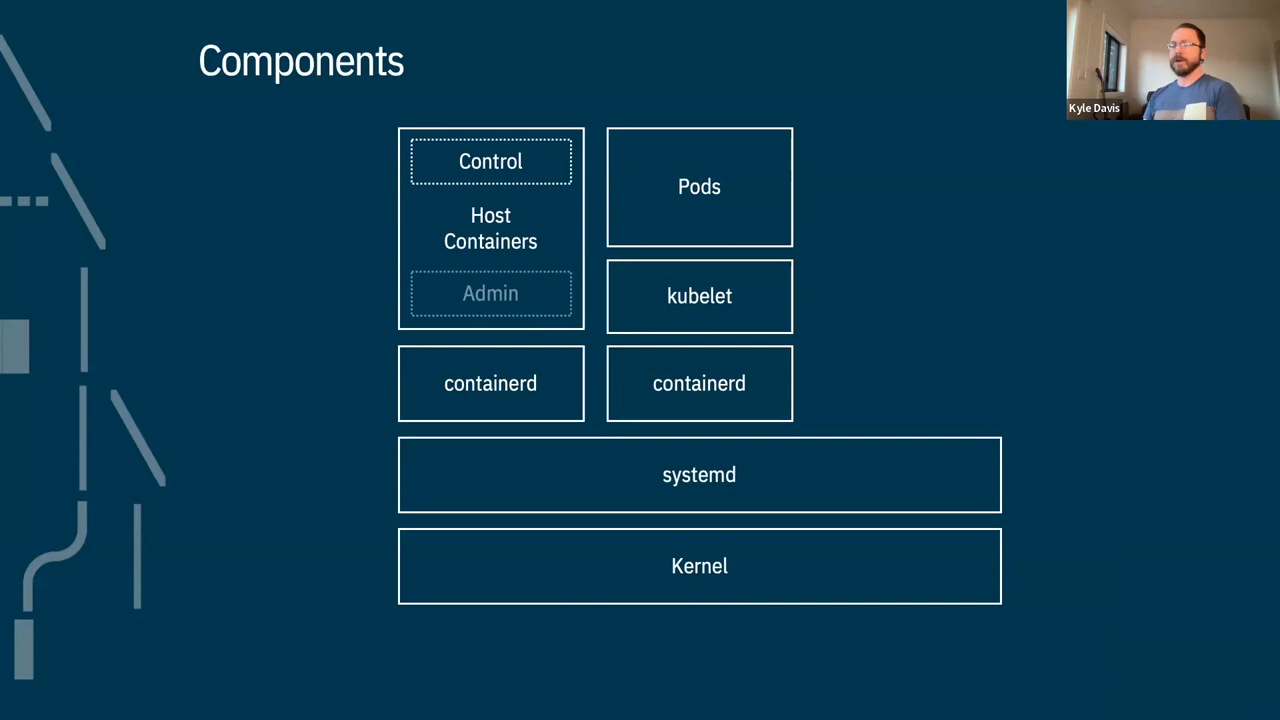 Components
Kyle Davis
Control
Host
Containers
Admin
Pods
kubelet
containerd
containerd
systemd
Kernel